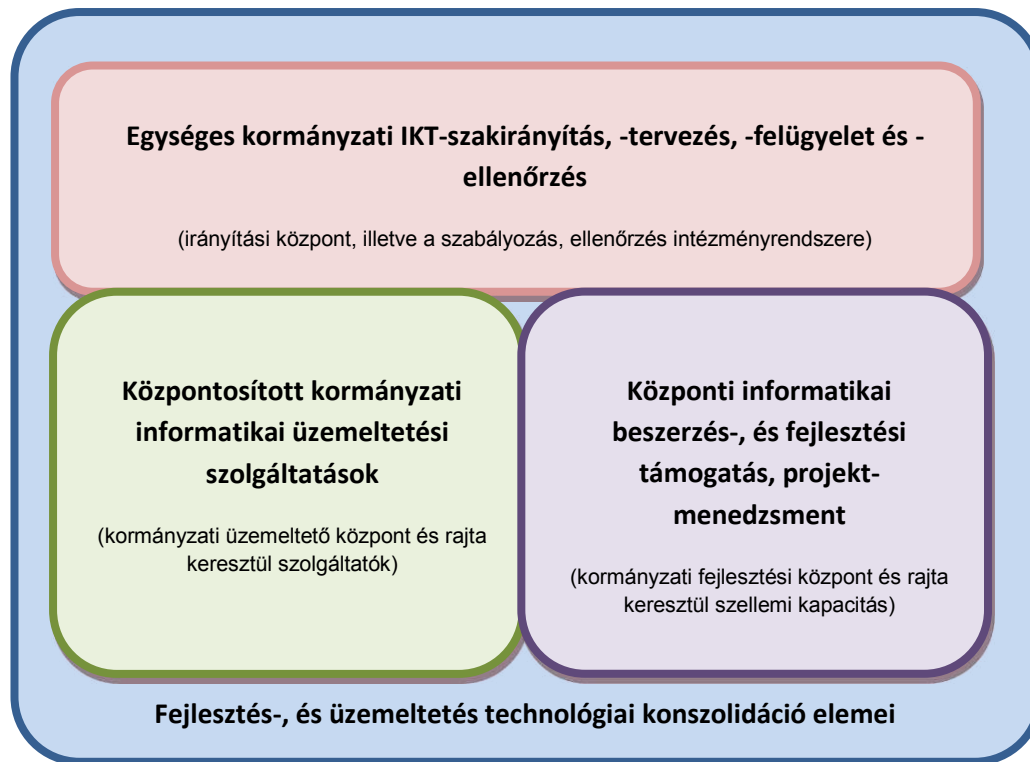 Egységes kormányzati IKT-szakirányítás, -tervezés, -felügyelet és -
ellenőrzés
(irányítási központ, illetve a szabályozás, ellenőrzés intézményrendszere)
Központosított kormányzati
informatikai üzemeltetési
szolgáltatások
(kormányzati üzemeltető központ és rajta
keresztül szolgáltatók)
Központi informatikai
beszerzés-, és fejlesztési
támogatás, projekt-
menedzsment
(kormányzati fejlesztési központ és rajta
keresztül szellemi kapacitás)
Fejlesztés-, és üzemeltetés technológiai konszolidáció elemei